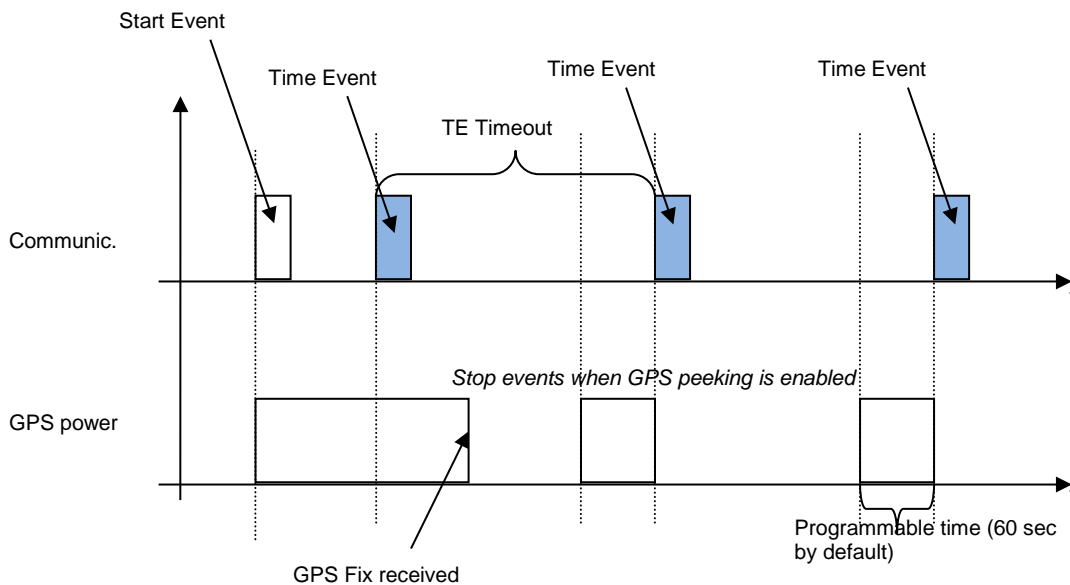 Start Event
Time Event
Time Event
Time Event
TE Timeout
Communic.
Stop events when GPS peeking is enabled
GPS power
Programmable time (60 sec
by default)
GPS Fix received